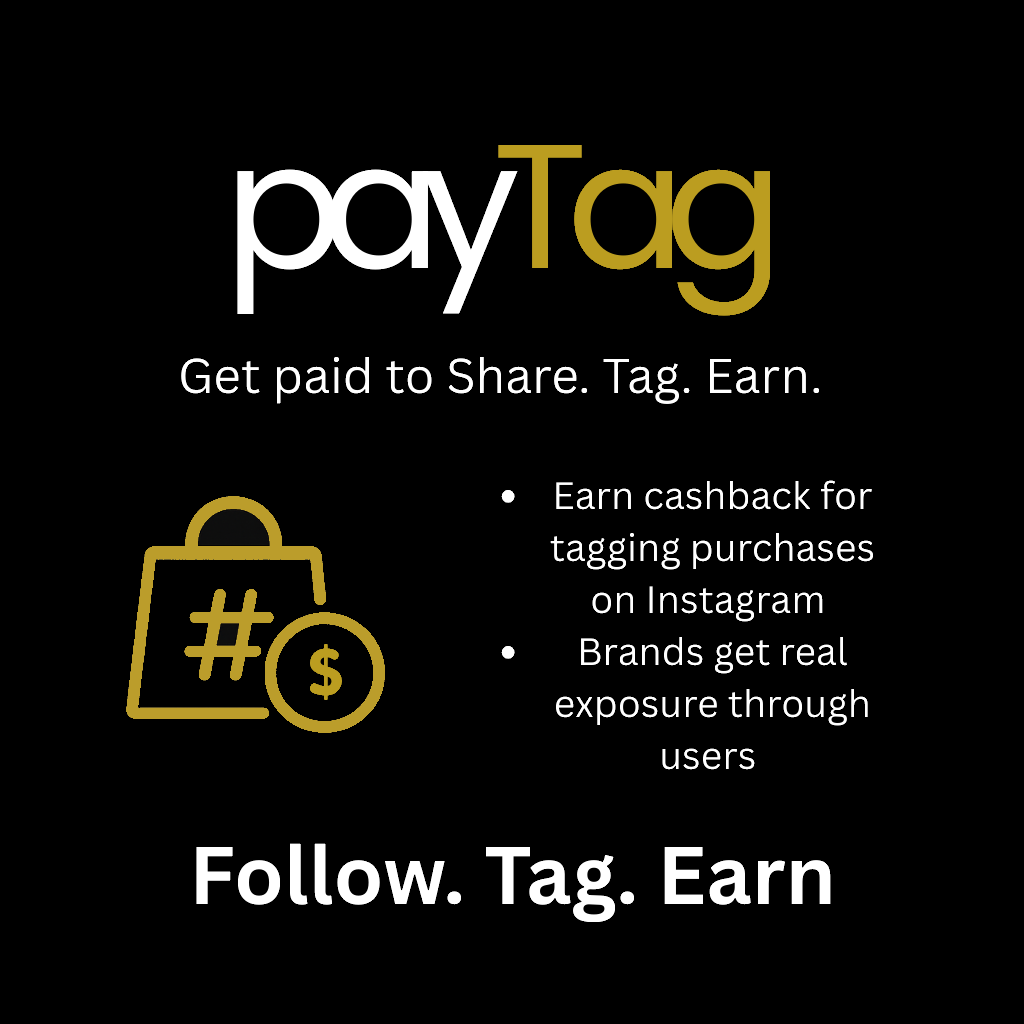 payTag
Get paid to Share. Tag. Earn.
#
$
• Earn cashback for
tagging purchases
on Instagram
• Brands get real
exposure through
users
Follow. Tag. Earn